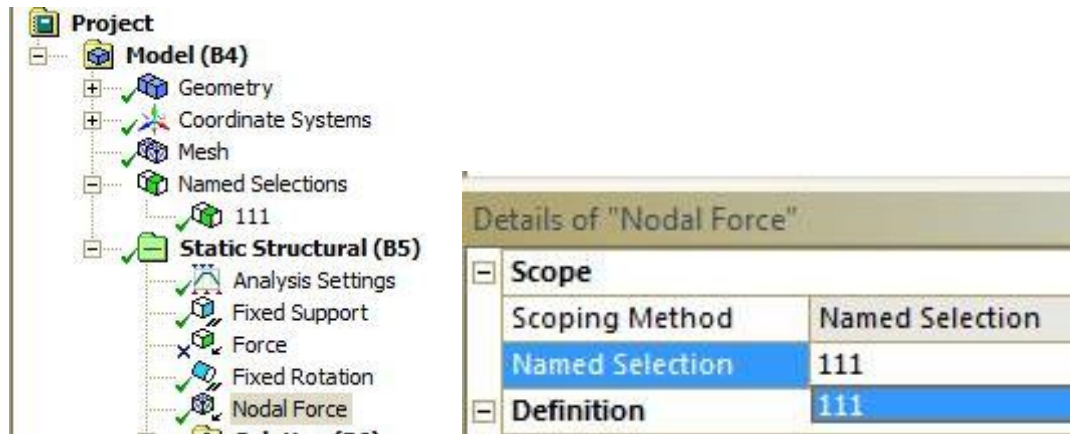 Project
Model (B4)
Geometry
Coordinate Systems
Mesh
Named Selections
111
Static Structural (B5)
Analysis Settings
Fixed Support
Force
Fixed Rotation
Nodal Force
Details of "Nodal Force"
Scope
Scoping Method Named Selection
Named Selection 111
Definition 111